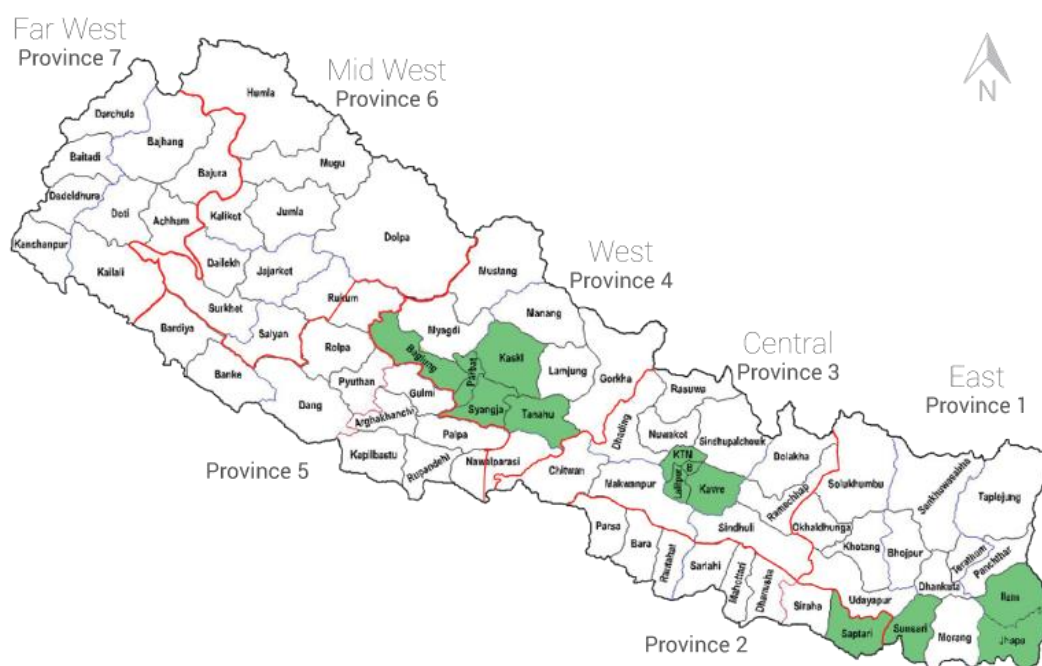 Far West
Province 7
Mid West
Province 6
N
West
Province 4
Central
Province 3
East
Province 1
Province 5
Province 2
Humla
Darchula
Bajhang
Baitadi
Bajura
Mugu
Dadeldhura
Doti
Achham
Kalikot
Jumla
Kanchanpur
Dolpa
Kailali
Dailekh
Jajarkot
Mustang
Surkhet
Rukum
Manang
Bardiya
Salyan
Rolpa
Myagdi
Baglung
Parbat
Kaski
Lamjung
Gorkha
Banke
Pyuthan
Gulmi
Dang
Arghakhanchi
Syangja
Tanahu
Palpa
Kapilbastu
Rupandehi
Nawalparasi
Rasuwa
Dhading
Nuwakot
Sindhupalchowk
Dolakha
Chitwan
Makwanpur
KTM
B
Lalitpur
Kavre
Ramechhap
Sindhuli
Solukhumbu
Sankhuwasabha
Taplejung
Okhaldhunga
Khotang
Bhojpur
Terathum
Panchthar
Dhankuta
Parsa
Bara
Rautahat
Sarlahi
Mahottari
Dhanusha
Siraha
Udayapur
Saptari
Sunsari
Morang
Ilam
Jhapa